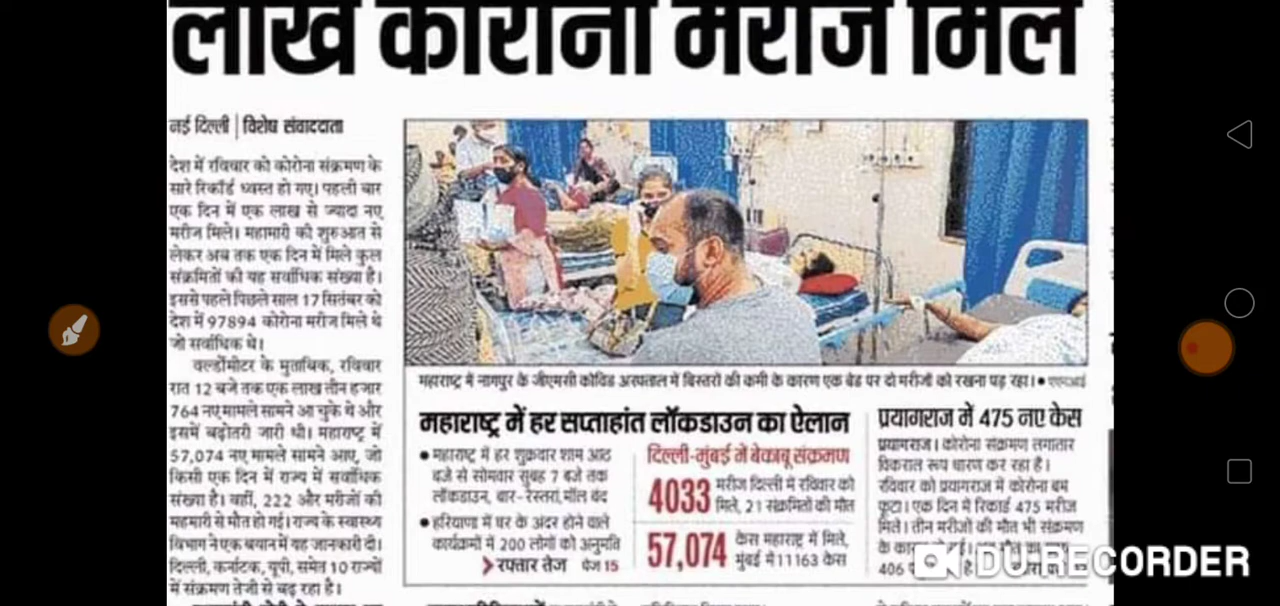 लाख कोरोना मरीज मिले
नई दिल्ली | विशेष संवाददाता
देश में रविवार को कोरोना संक्रमण के
सारे रिकॉर्ड ध्वस्त हो गए। पहली बार
एक दिन में एक लाख से ज्यादा नए
मरीज मिले। महामारी की शुरुआत से
लेकर अब तक एक दिन में मिले कुल
संक्रमितों की यह सर्वाधिक संख्या है।
इससे पहले पिछले साल 17 सितंबर को
देश में 97894 कोरोना मरीज मिले थे
जो सर्वाधिक थे।
वर्ल्डोमीटर के मुताबिक, रविवार
रात 12 बजे तक एक लाख तीन हजार
764 नए मामले सामने आ चुके थे और
इसमें बढ़ोतरी जारी थी। महाराष्ट्र में
57,074 नए मामले सामने आए, जो
किसी एक दिन में राज्य में सर्वाधिक
संख्या है। वहीं, 222 और मरीजों की
महमारी से मौत हो गई। राज्य के स्वास्थ्य
विभाग ने एक बयान में यह जानकारी दी।
दिल्ली, कर्नाटक, यूपी, समेत 10 राज्यों
में संक्रमण तेजी से बढ़ रहा है।
महाराष्ट्र में नागपुर के जीएमसी कोविड अस्पताल में बिस्तरों की कमी के कारण एक बेड पर दो मरीजों को रखना पड़ रहा।
महाराष्ट्र में हर सप्ताहांत लॉकडाउन का ऐलान
● महाराष्ट्र में हर शुक्रवार शाम आठ
बजे से सोमवार सुबह 7 बजे तक
लॉकडाउन, बार-रेस्तरां, मॉल बंद
● हरियाणा में घर के अंदर होने वाले
कार्यक्रमों में 200 लोगों को अनुमति
रफ्तार तेज पेज 15
दिल्ली-मुंबई में बेकाबू संक्रमण
4033 मरीज दिल्ली में रविवार को
मिले, 21 संक्रमितों की मौत
57,074 केस महाराष्ट्र में मिले,
मुंबई में 11163 केस
प्रयागराज में 475 नए केस
प्रयागराज। कोरोना संक्रमण लगातार
विकराल रूप धारण कर रहा है।
रविवार को प्रयागराज में कोरोना बम
फूटा। एक दिन में रिकार्ड 475 मरीज
मिले। तीन मरीजों की मौत भी संक्रमण
के
406
DU RECORDER